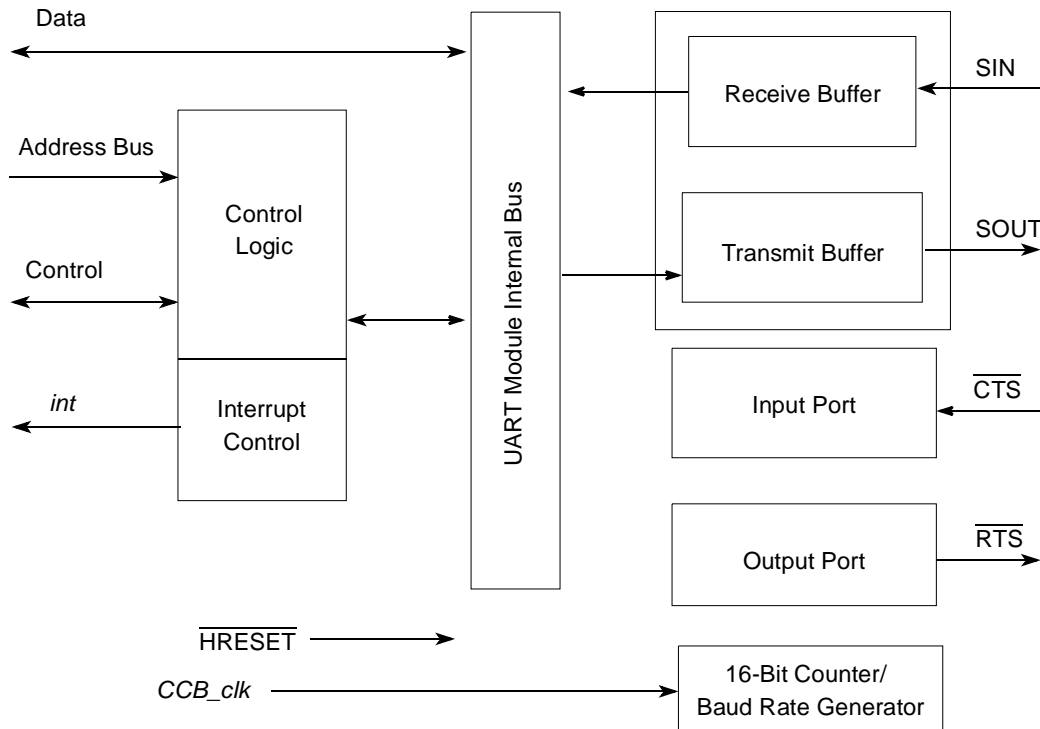 Data
SIN
Receive Buffer
Address Bus
Control
Logic
UART Module Internal Bus
SOUT
Transmit Buffer
Control
CTS
Input Port
int
Interrupt
Control
RTS
Output Port
HRESET
CCB_clk
16-Bit Counter/
Baud Rate Generator